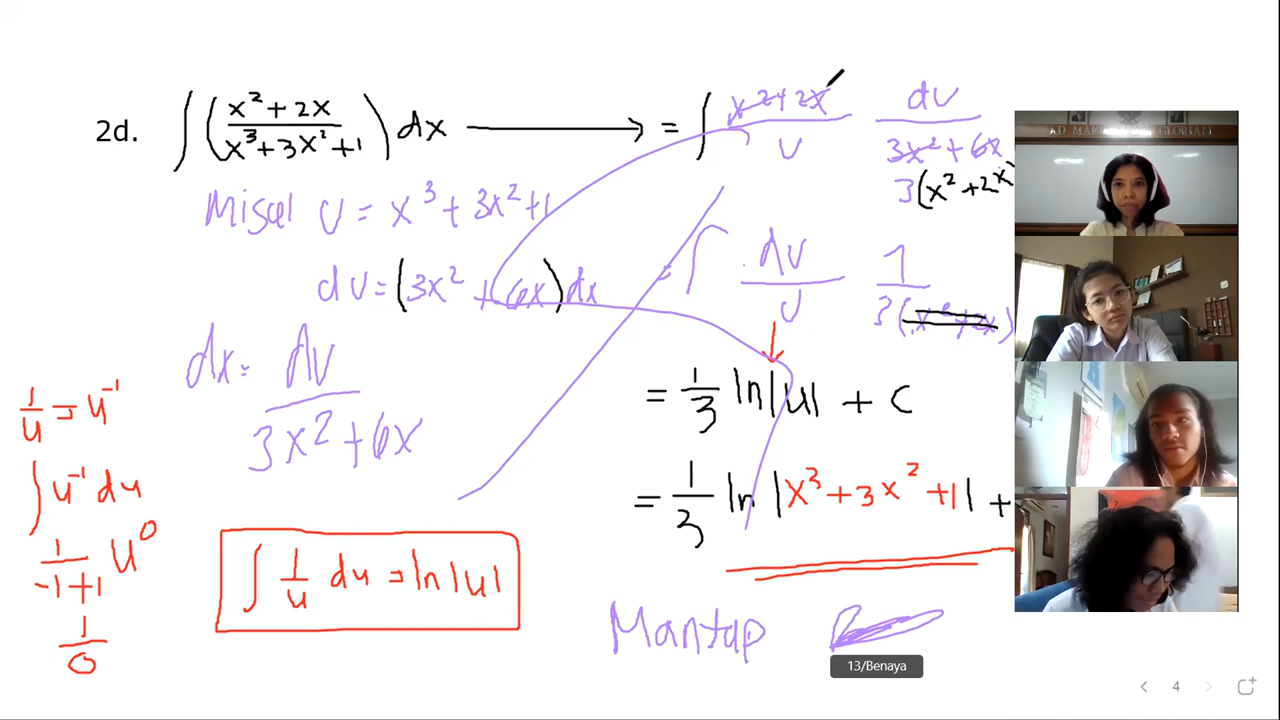 2d. ∫ ( x² + 2x / x³ + 3x² + 1 ) dx → = ∫ x² + 2x / u du / 3x² + 6x
3(x² + 2x
Misal u = x³ + 3x² + 1
du = (3x² + 6x) dx
= ∫ du / u 1 / 3(x² + 2x)
dx = du / 3x² + 6x
= 1/3 ln |u| + C
= 1/3 ln |x³ + 3x² + 1| +
1/u = u⁻¹
∫ u⁻¹ du
1 / -1+1 u⁰
1/0
∫ 1/u du = ln |u|
Mantap
13/Benaya
4